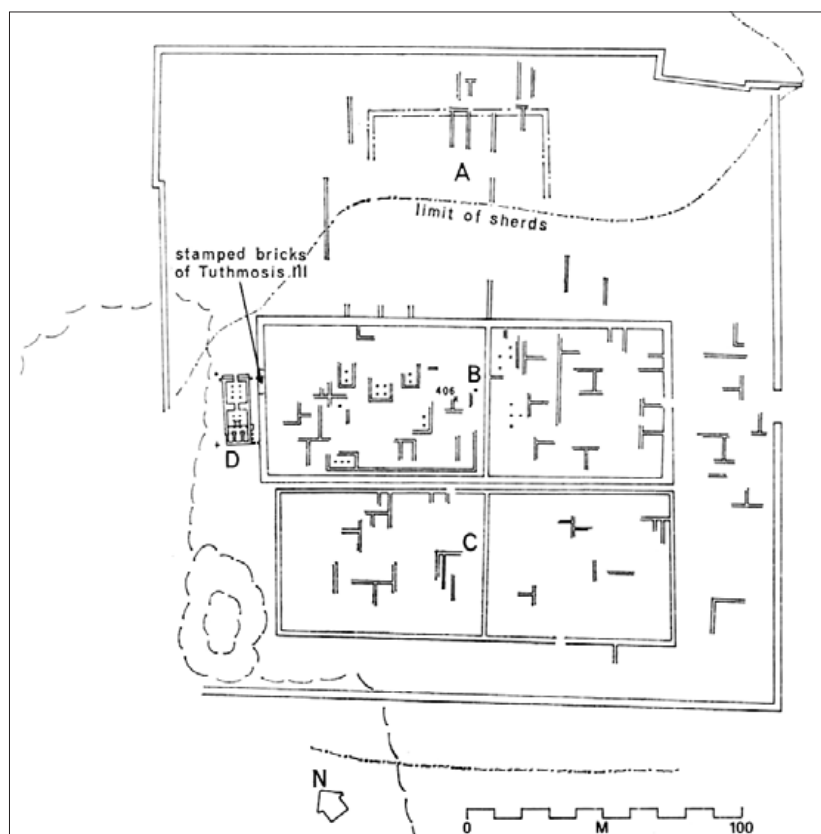 A
limit of sherds
stamped bricks
of Tuthmosis.III
B
406
D
C
N
0 M 100